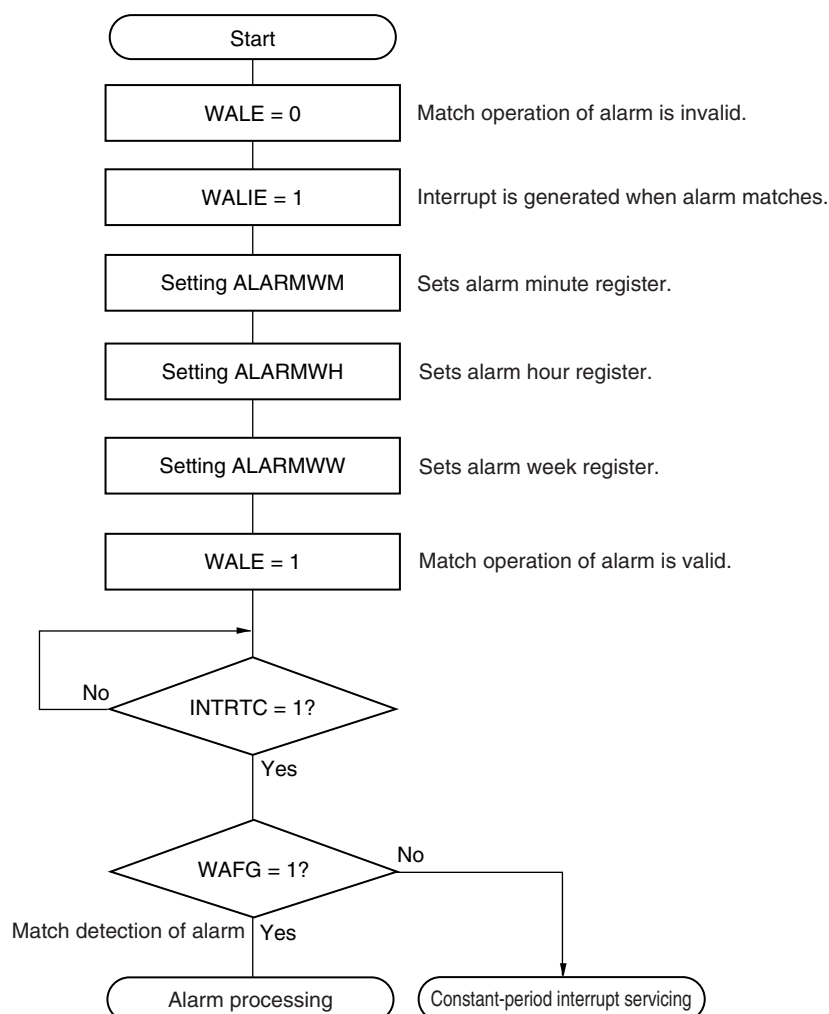 Start
WALE = 0
Match operation of alarm is invalid.
WALIE = 1
Interrupt is generated when alarm matches.
Setting ALARMWM
Sets alarm minute register.
Setting ALARMWH
Sets alarm hour register.
Setting ALARMWW
Sets alarm week register.
WALE = 1
Match operation of alarm is valid.
No
INTRTC = 1?
Yes
WAFG = 1?
No
Match detection of alarm
Yes
Alarm processing
Constant-period interrupt servicing